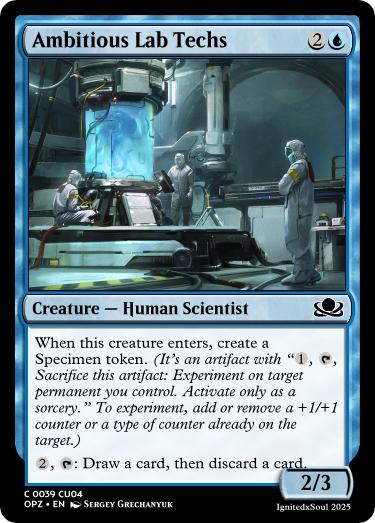 Ambitious Lab Techs 2
Creature — Human Scientist
When this creature enters, create a
Specimen token. (It's an artifact with “1, ,
Sacrifice this artifact: Experiment on target
permanent you control. Activate only as a
sorcery.” To experiment, add or remove a +1/+1
counter or a type of counter already on the
target.)
2, : Draw a card, then discard a card.
2/3
C 0039 CU04
OPZ • EN Sergey Grechanyuk
IgnitedxSoul 2025